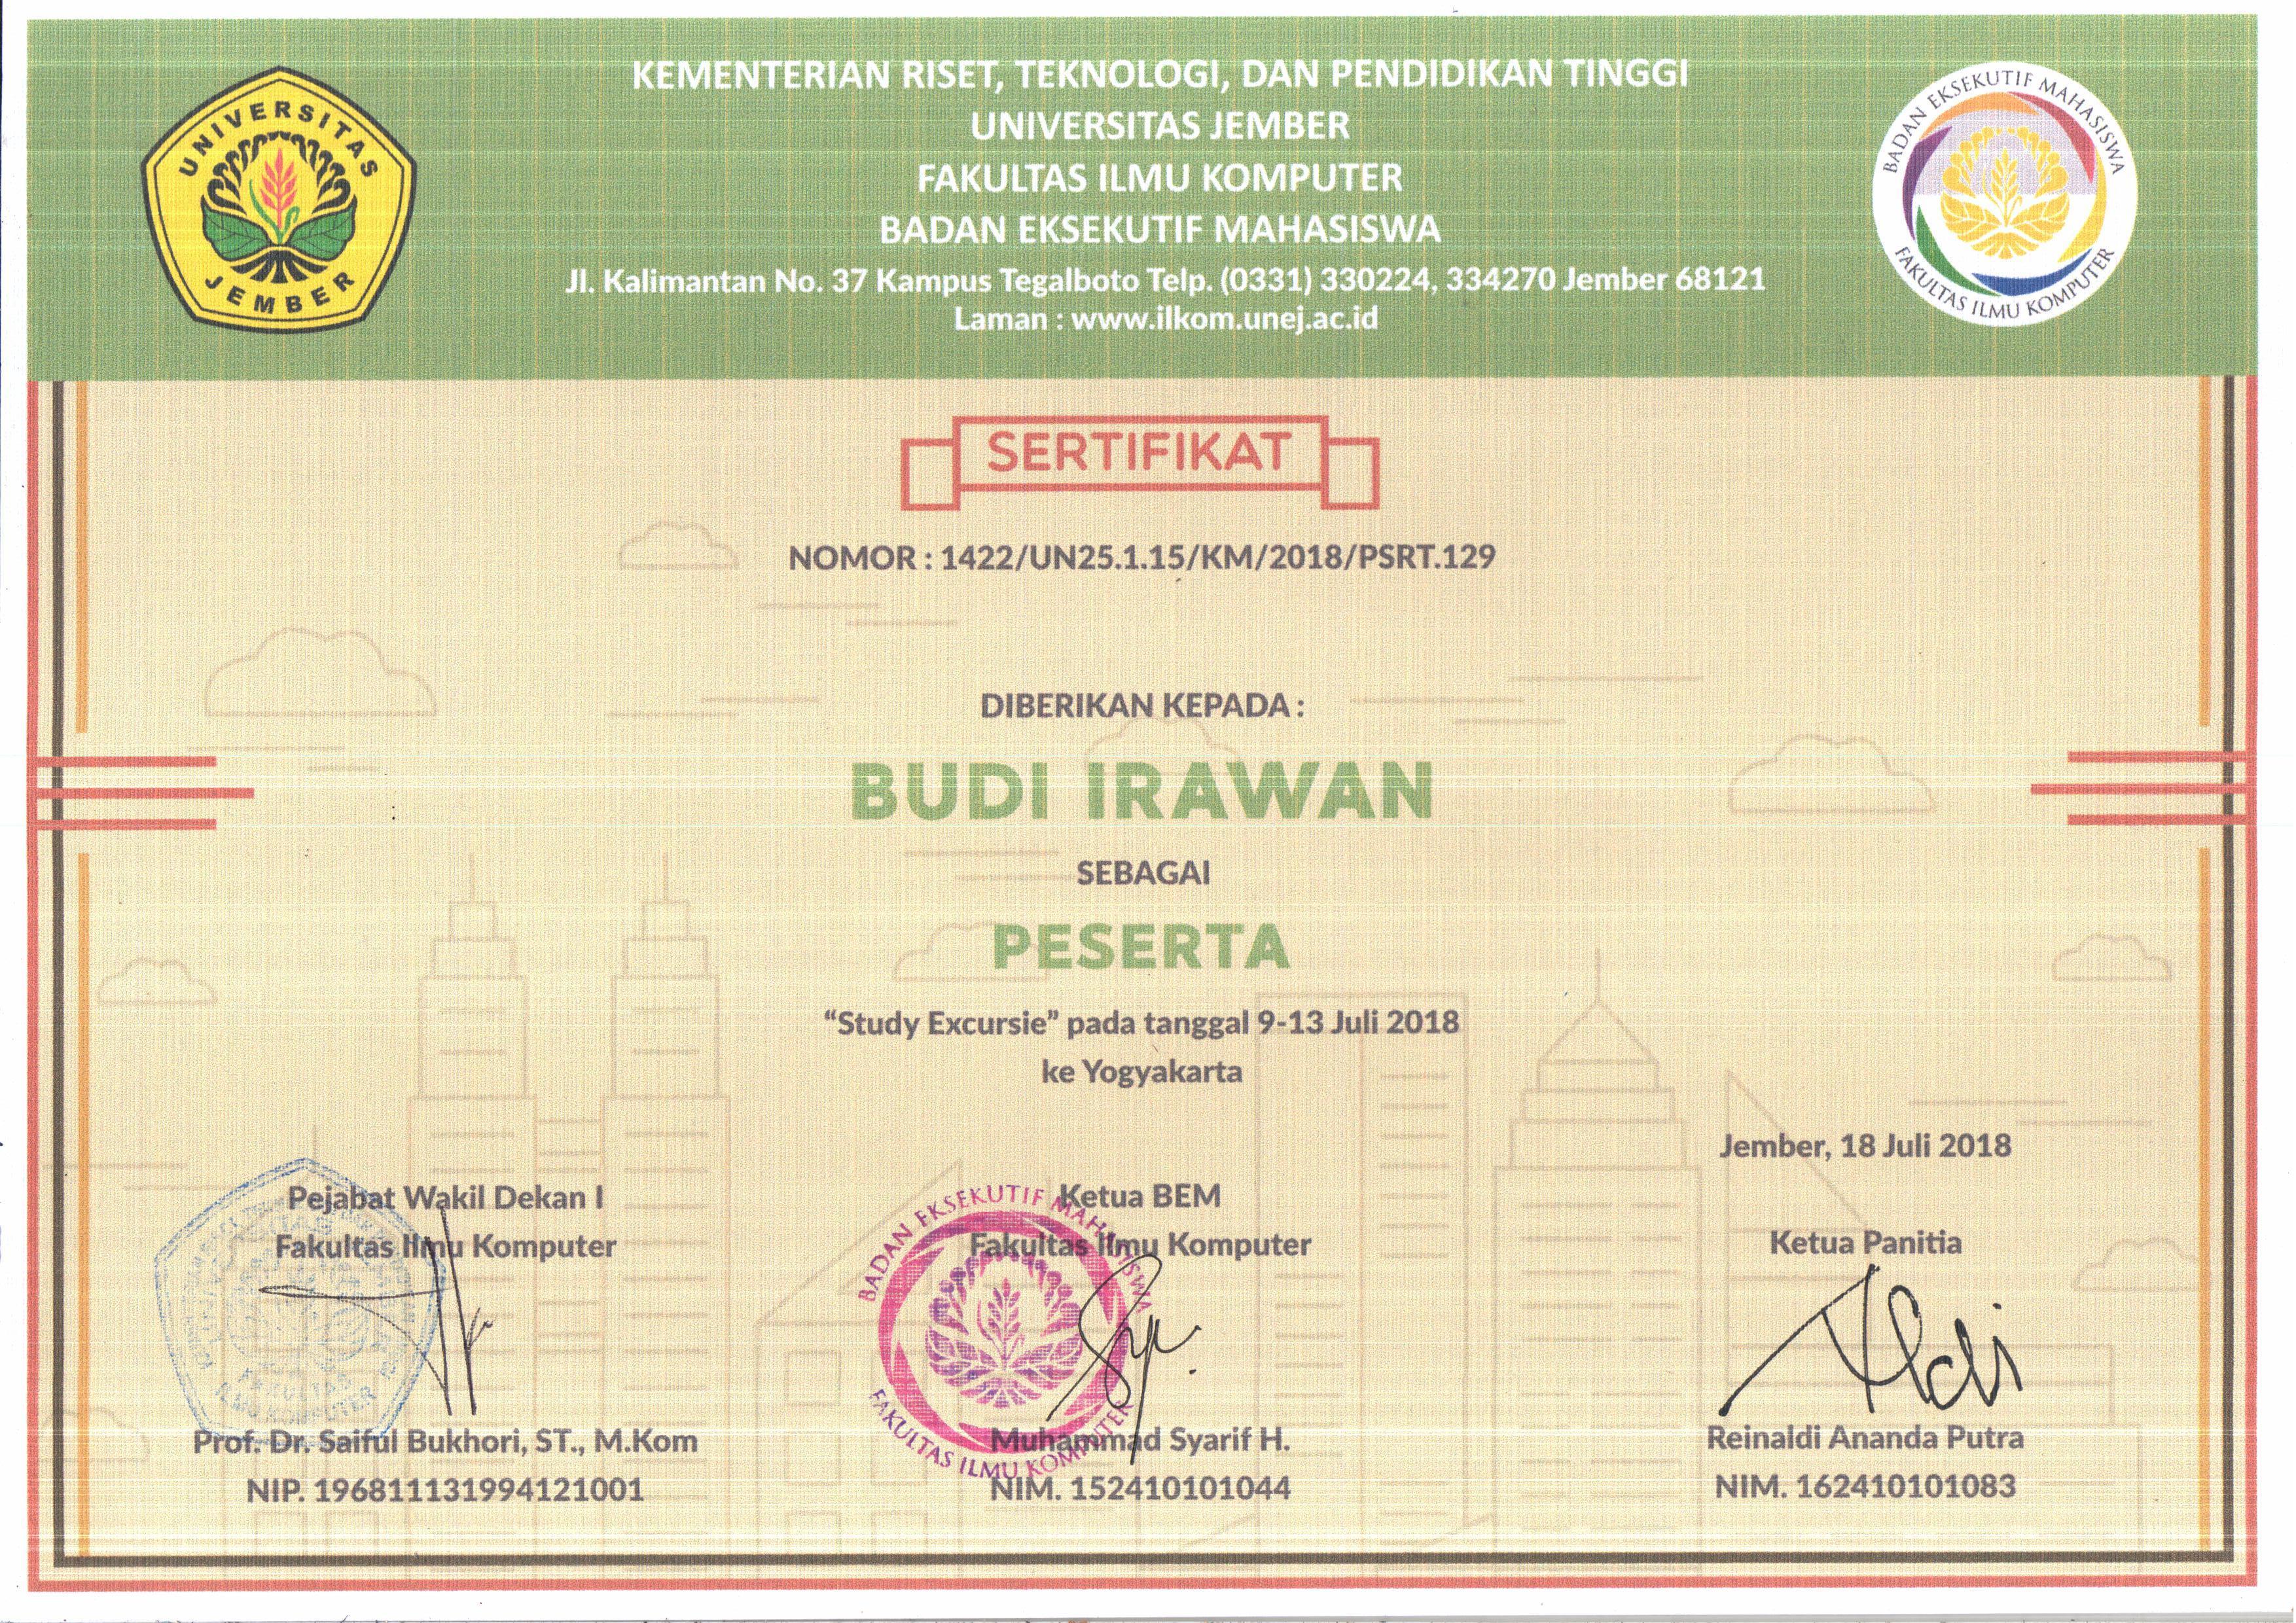 UNIVERSITAS
JEMBER
KEMENTERIAN RISET, TEKNOLOGI, DAN PENDIDIKAN TINGGI
UNIVERSITAS JEMBER
FAKULTAS ILMU KOMPUTER
BADAN EKSEKUTIF MAHASISWA
Jl. Kalimantan No. 37 Kampus Tegalboto Telp. (0331) 330224, 334270 Jember 68121
Laman : www.ilkom.unej.ac.id
BADAN EKSEKUTIF MAHASISWA
FAKULTAS ILMU KOMPUTER
SERTIFIKAT
NOMOR : 1422/UN25.1.15/KM/2018/PSRT.129
DIBERIKAN KEPADA :
BUDI IRAWAN
SEBAGAI
PESERTA
“Study Excursie” pada tanggal 9-13 Juli 2018
ke Yogyakarta
Jember, 18 Juli 2018
Pejabat Wakil Dekan I
Fakultas Ilmu Komputer
FAKULTAS
ILMU KOMPUTER
Prof. Dr. Saiful Bukhori, ST., M.Kom
NIP. 196811131994121001
Ketua BEM
Fakultas Ilmu Komputer
BADAN EKSEKUTIF MAHASISWA
FAKULTAS ILMU KOMPUTER
Muhammad Syarif H.
NIM. 152410101044
Ketua Panitia
Reinaldi Ananda Putra
NIM. 162410101083